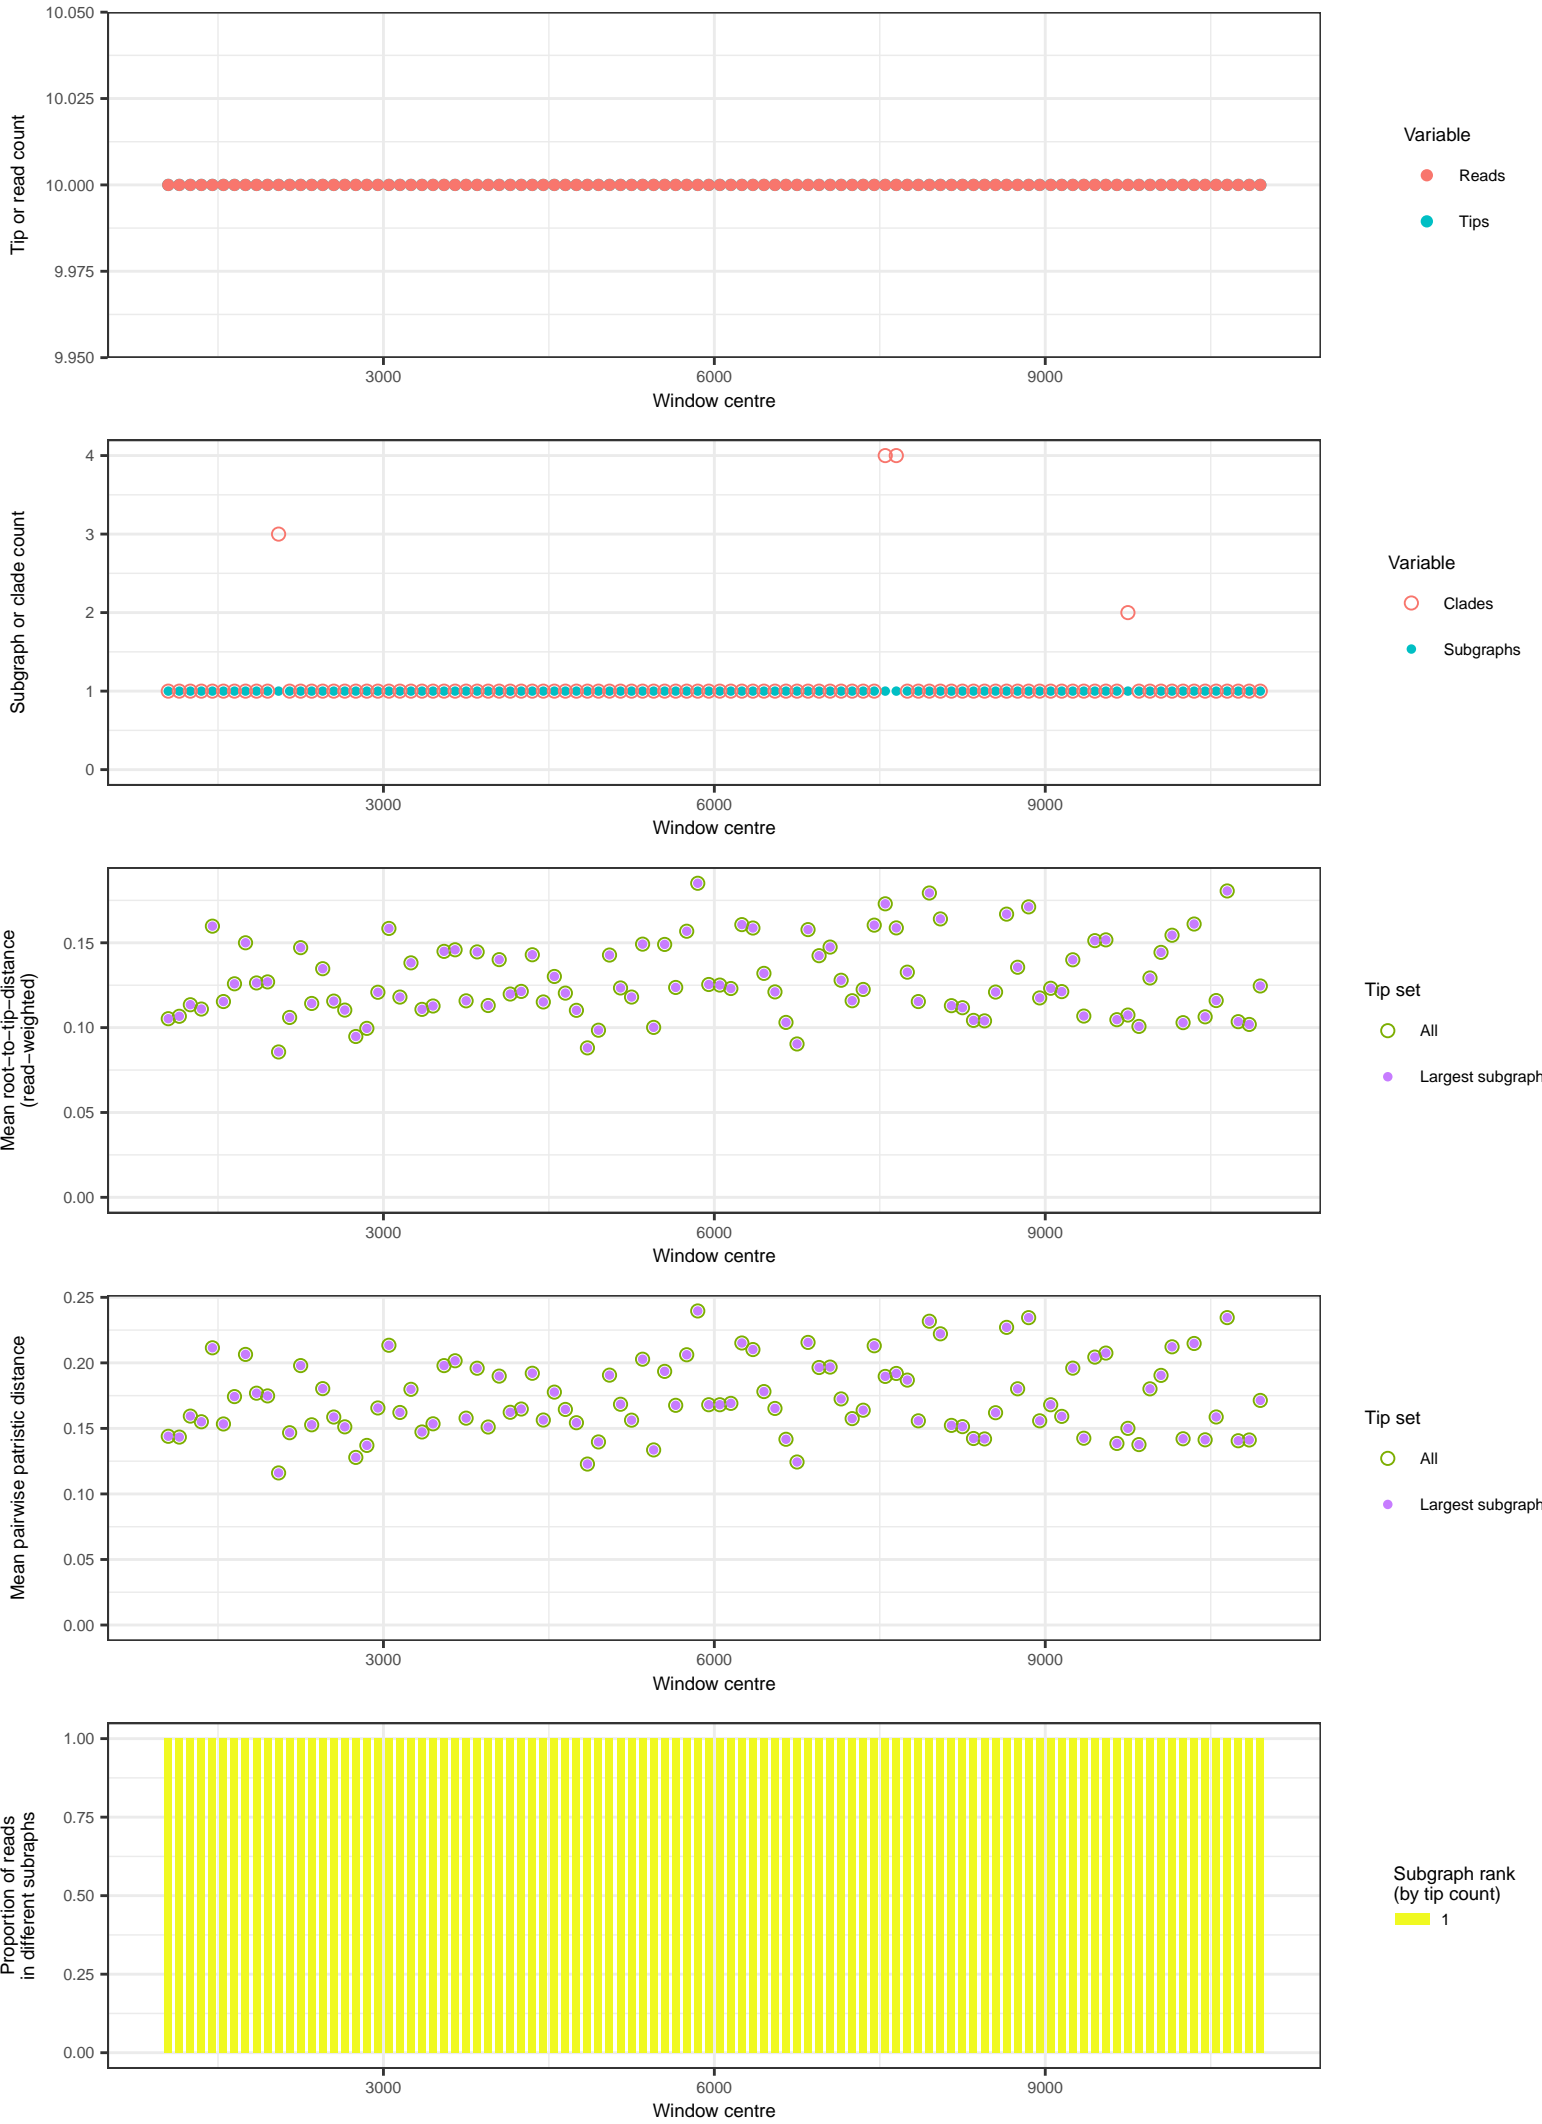 10.050
10.025
10.000
9.975
9.950
Tip or read count
3000 6000 9000
Window centre
Variable
Reads
Tips
4
3
2
1
0
Subgraph or clade count
3000 6000 9000
Window centre
Variable
Clades
Subgraphs
0.15
0.10
0.05
0.00
Mean root−to−tip−distance
(read−weighted)
3000 6000 9000
Window centre
Tip set
All
Largest subgraph
0.25
0.20
0.15
0.10
0.05
0.00
Mean pairwise patristic distance
3000 6000 9000
Window centre
Tip set
All
Largest subgraph
1.00
0.75
0.50
0.25
0.00
Proportion of reads
in different subraphs
3000 6000 9000
Window centre
Subgraph rank
(by tip count)
1